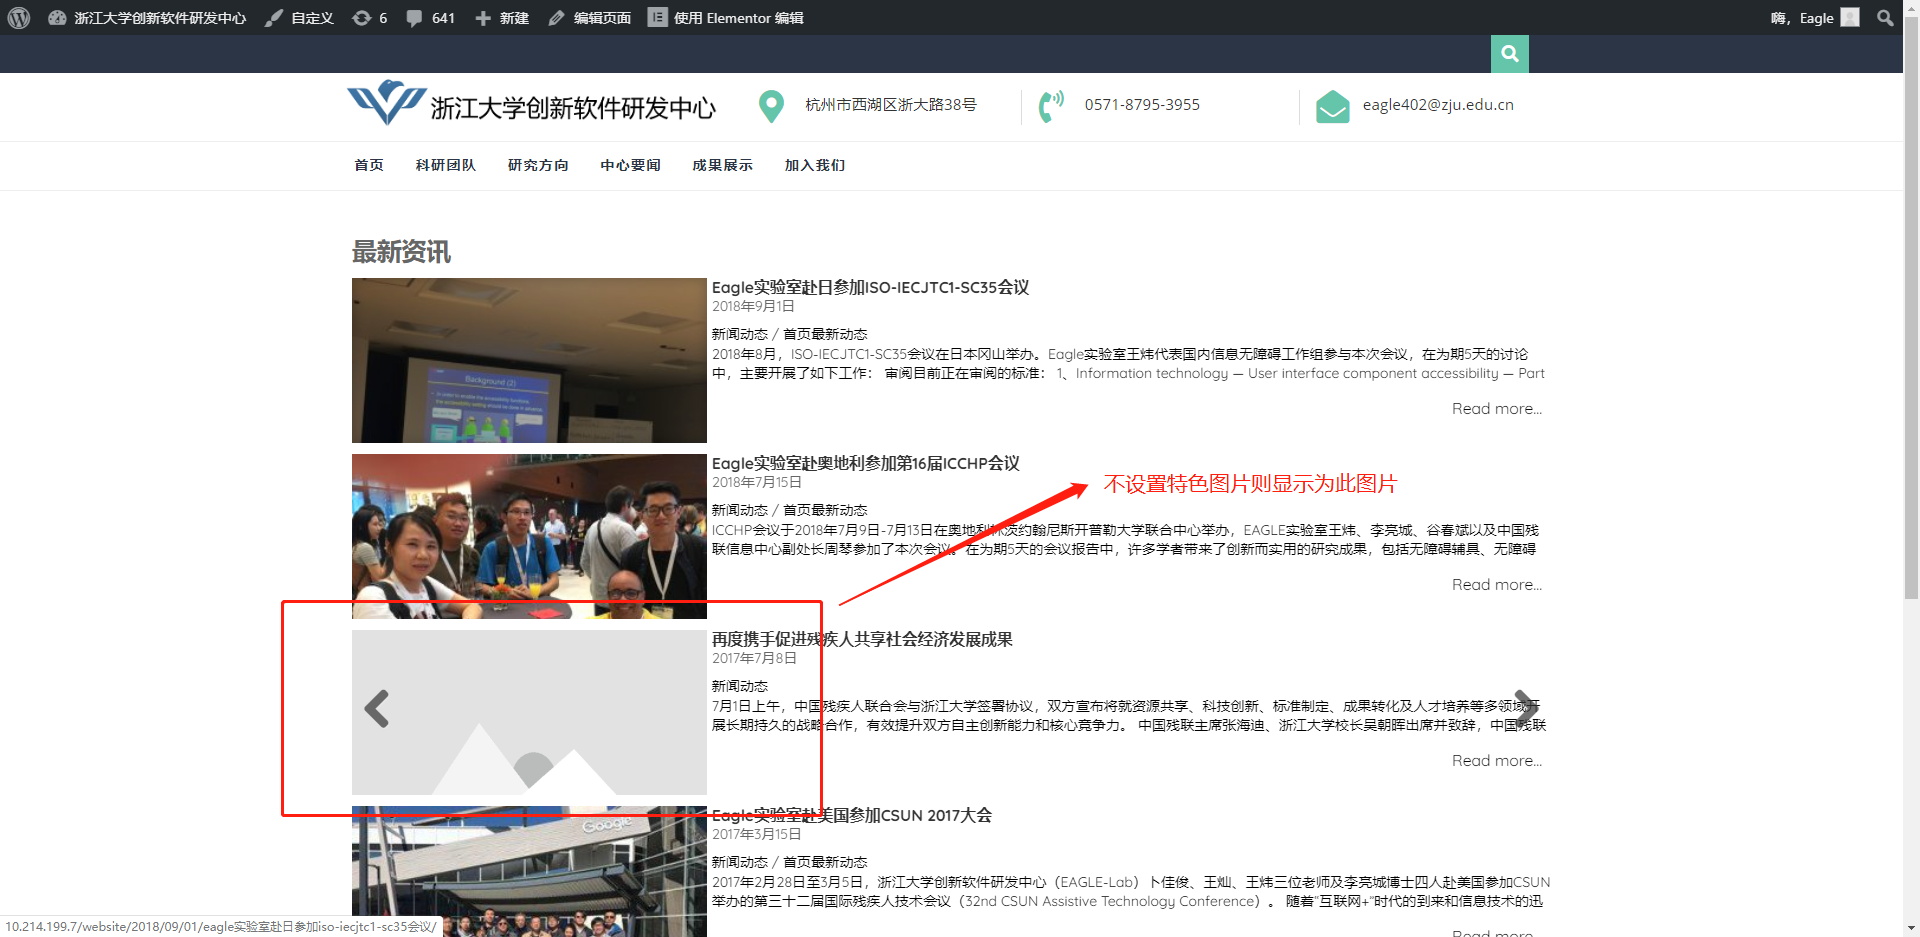 浙江大学创新软件研发中心 自定义 6 641 新建 编辑页面 使用 Elementor 编辑 嗨，Eagle
浙江大学创新软件研发中心 杭州市西湖区浙大路38号 0571-8795-3955 eagle402@zju.edu.cn
首页 科研团队 研究方向 中心要闻 成果展示 加入我们
最新资讯
Eagle实验室赴日参加ISO-IECJTC1-SC35会议
2018年9月1日
新闻动态 / 首页最新动态
2018年8月，ISO-IECJTC1-SC35会议在日本冈山举办。Eagle实验室王炜代表国内信息无障碍工作组参与本次会议，在为期5天的讨论
中，主要开展了如下工作： 审阅目前正在审阅的标准： 1、Information technology — User interface component accessibility — Part
Read more...
Background (2)
Eagle实验室赴奥地利参加第16届ICCHP会议
2018年7月15日
不设置特色图片则显示为此图片
新闻动态 / 首页最新动态
ICCHP会议于2018年7月9日-7月13日在奥地利林茨约翰尼斯开普勒大学联合中心举办，EAGLE实验室王炜、李亮城、谷春斌以及中国残
联信息中心副处长周琴参加了本次会议。在为期5天的会议报告中，许多学者带来了创新而实用的研究成果，包括无障碍辅具、无障碍
Read more...
再度携手促进残疾人共享社会经济发展成果
2017年7月8日
新闻动态
7月1日上午，中国残疾人联合会与浙江大学签署协议，双方宣布将就资源共享、科技创新、标准制定、成果转化及人才培养等多领域开
展长期持久的战略合作，有效提升双方自主创新能力和核心竞争力。 中国残联主席张海迪、浙江大学校长吴朝晖出席并致辞，中国残联
Read more...
Eagle实验室赴美国参加CSUN 2017大会
2017年3月15日
Google
新闻动态 / 首页最新动态
2017年2月28日至3月5日，浙江大学创新软件研发中心（EAGLE-Lab）卜佳俊、王灿、王炜三位老师及李亮城博士四人赴美国参加CSUN
举办的第三十二届国际残疾人技术会议（32nd CSUN Assistive Technology Conference）。 随着"互联网+"时代的到来和信息技术的迅
Read more...
10.214.199.7/website/2018/09/01/eagle实验室赴日参加iso-iecjtc1-sc35会议/